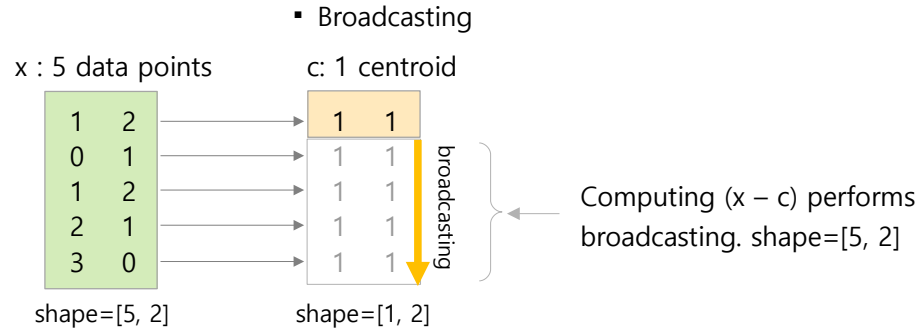 ▪ Broadcasting
x : 5 data points
c: 1 centroid
1 2
0 1
1 2
2 1
3 0
1 1
1 1
1 1
1 1
1 1
broadcasting
Computing (x – c) performs
broadcasting. shape=[5, 2]
shape=[5, 2]
shape=[1, 2]